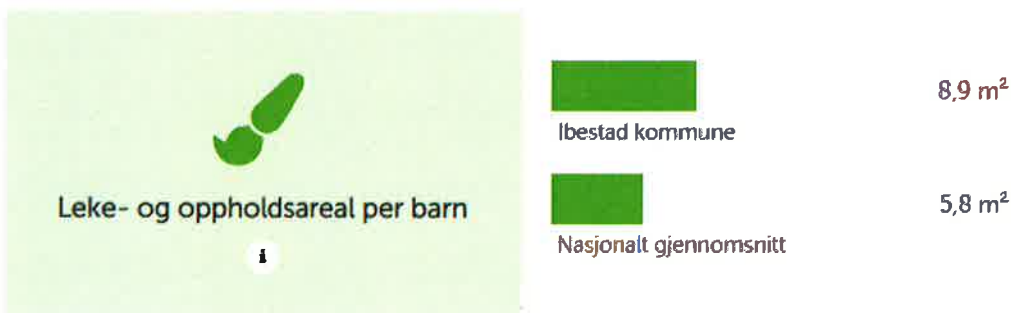 Leke- og oppholdsareal per barn
i
8,9 m²
Ibestad kommune
5,8 m²
Nasjonalt gjennomsnitt